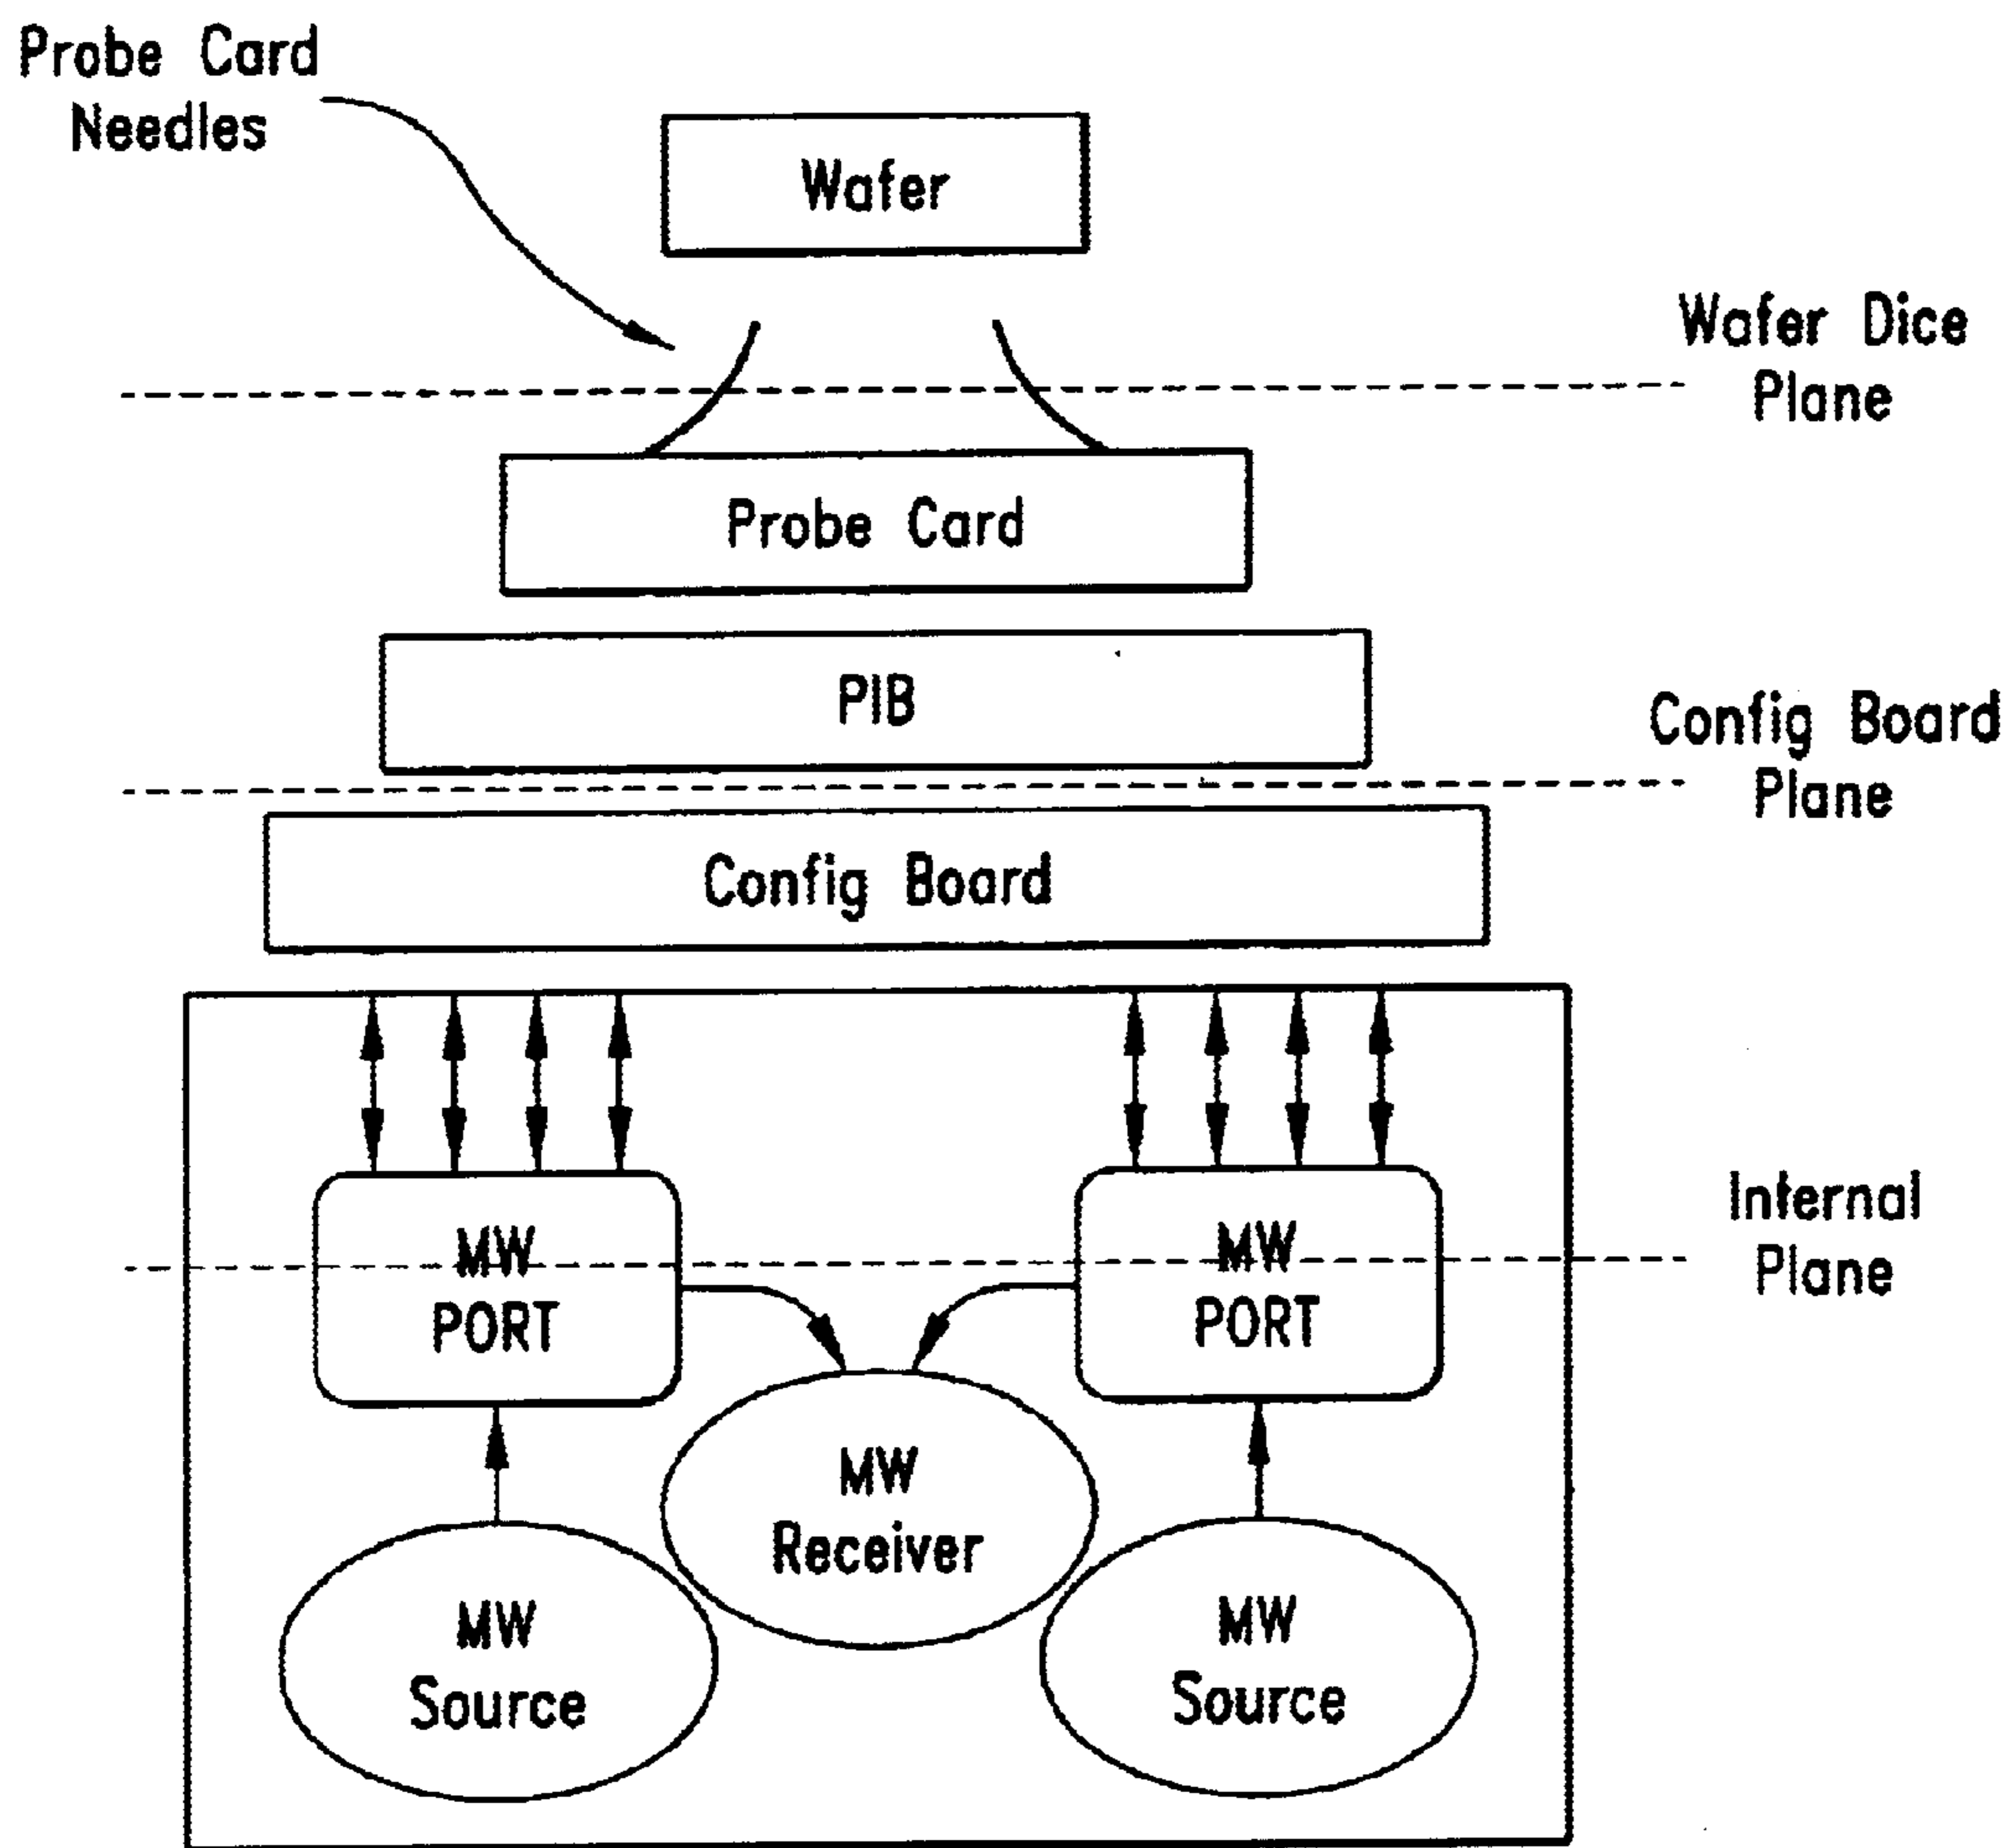 Probe Card
Needles
Wafer
Wafer Dice
Plane
Probe Card
PIB
Config Board
Plane
Config Board
Internal
Plane
MW
PORT
MW
PORT
MW
Receiver
MW
Source
MW
Source